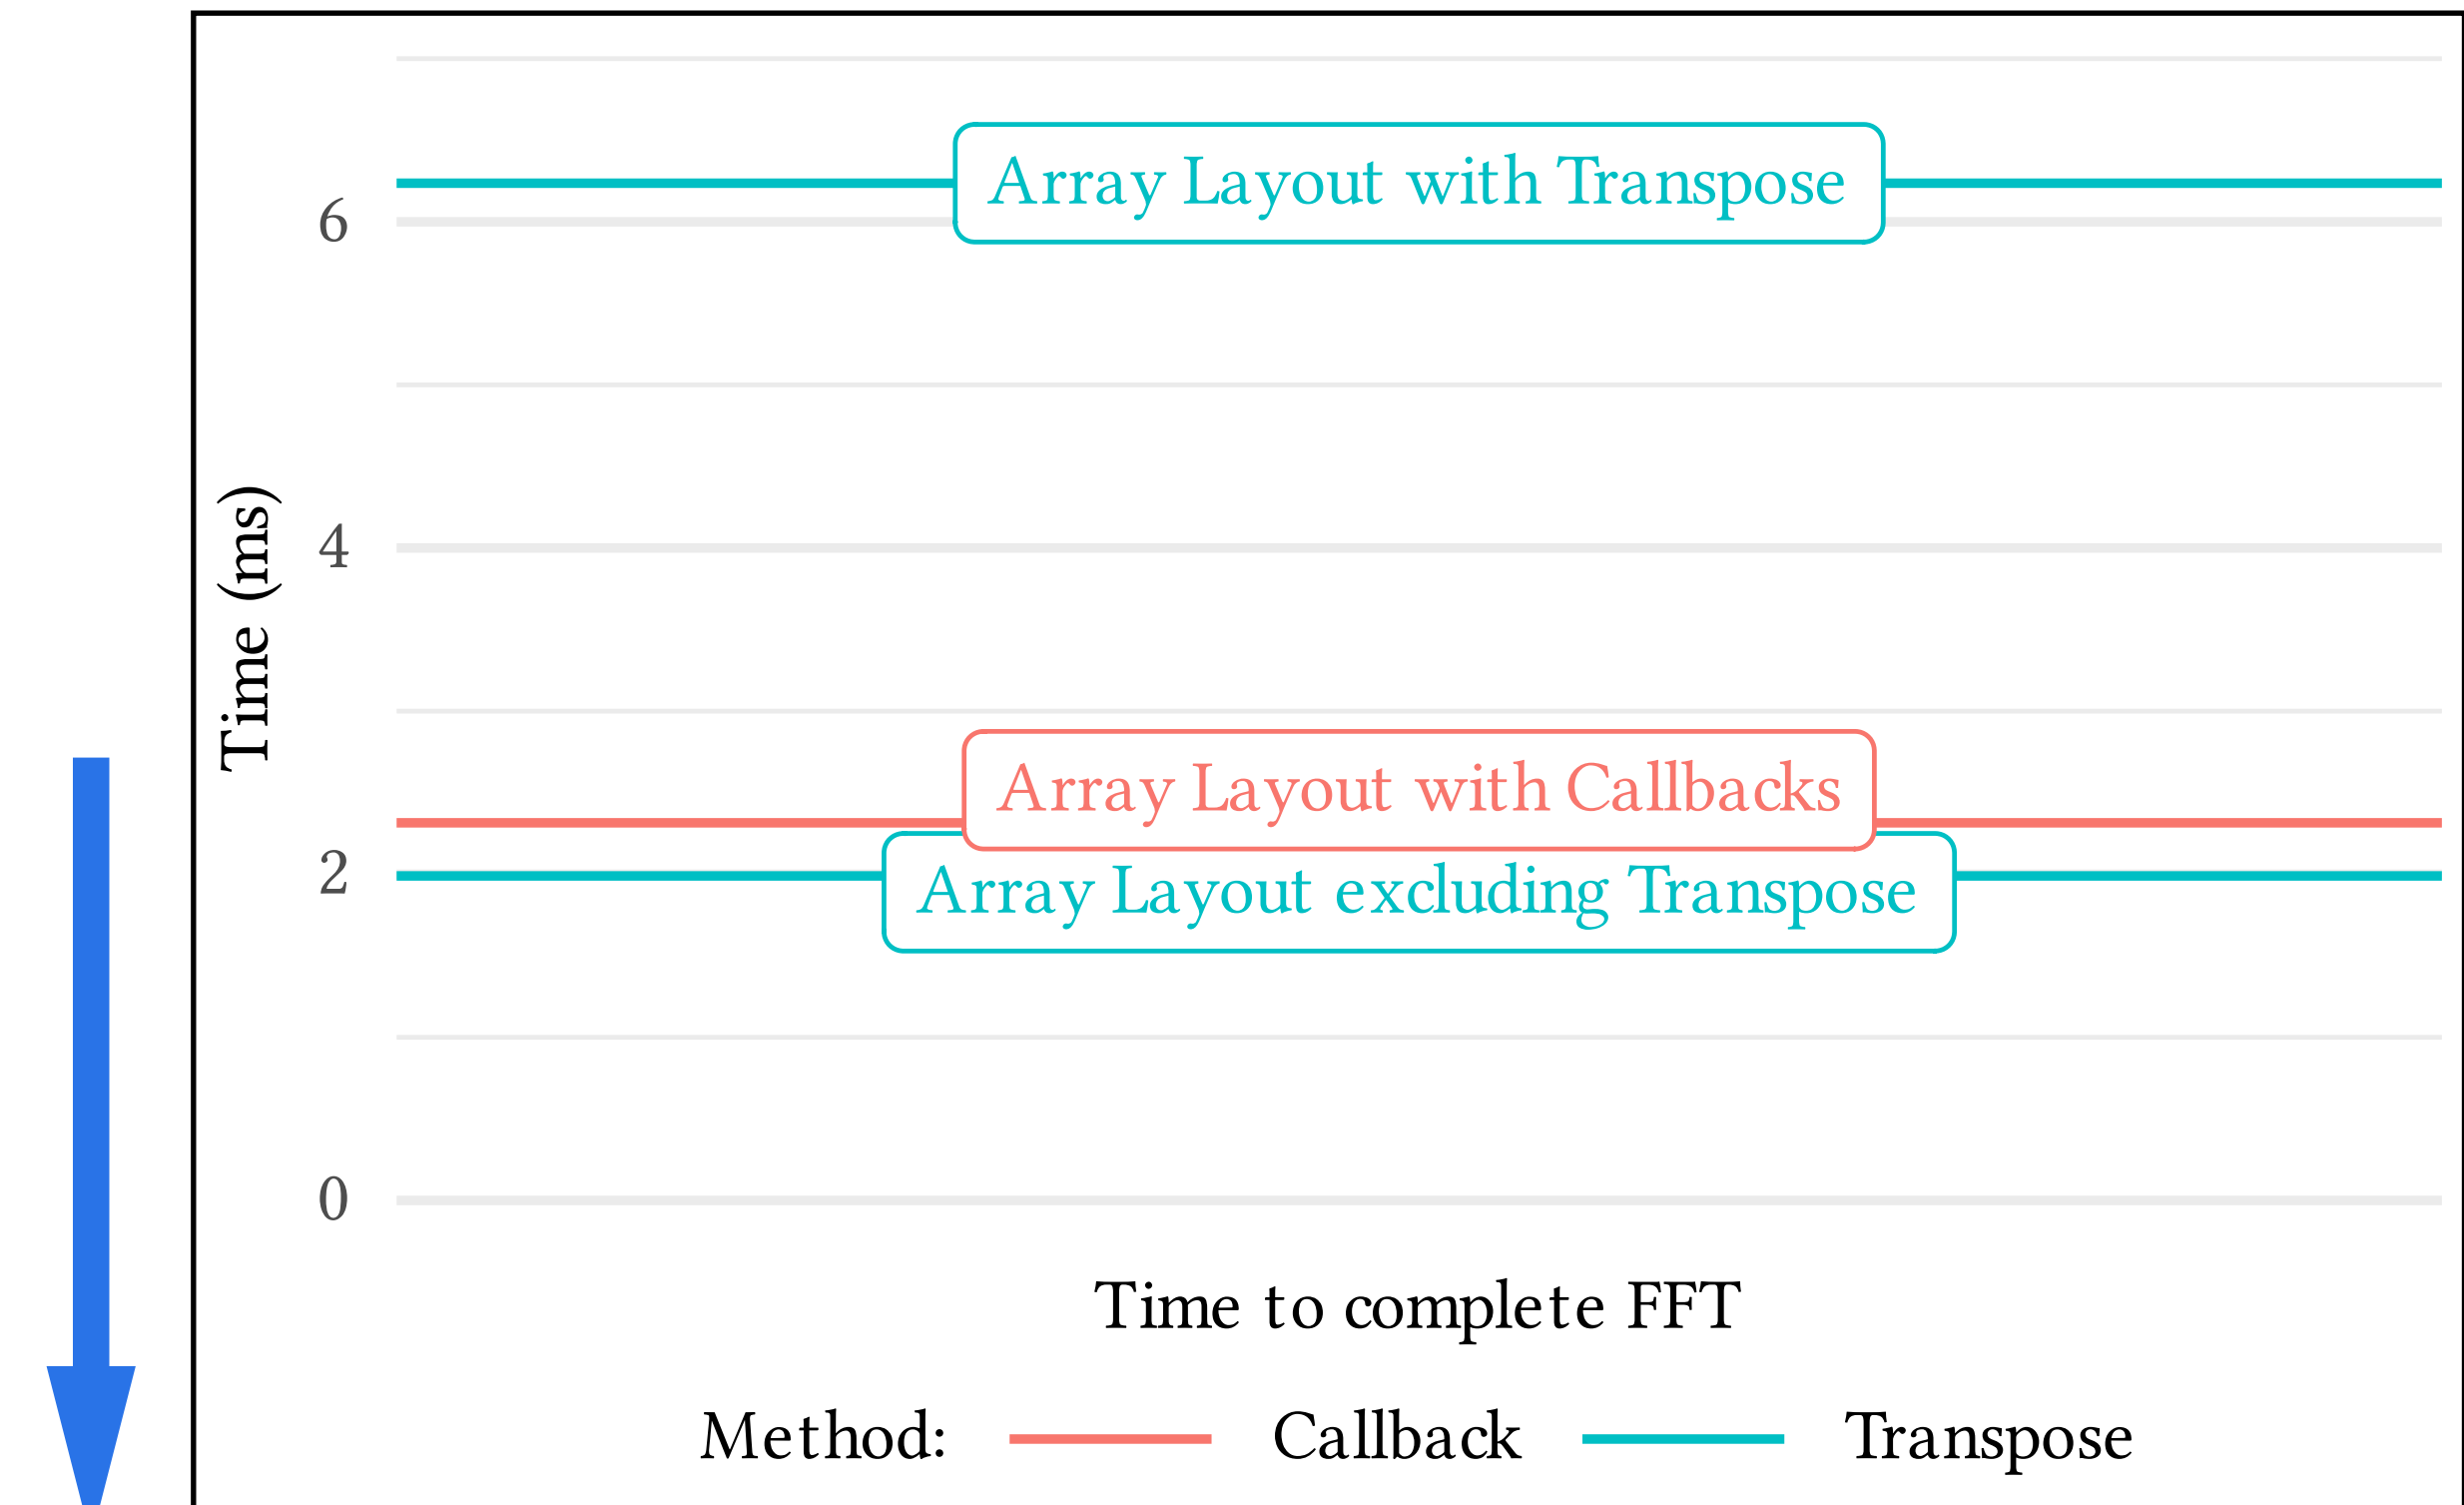 Array Layout with Transpose
6
Time (ms)
4
Array Layout with Callbacks
2
Array Layout excluding Transpose
0
Time to complete FFT
Method: Callback Transpose